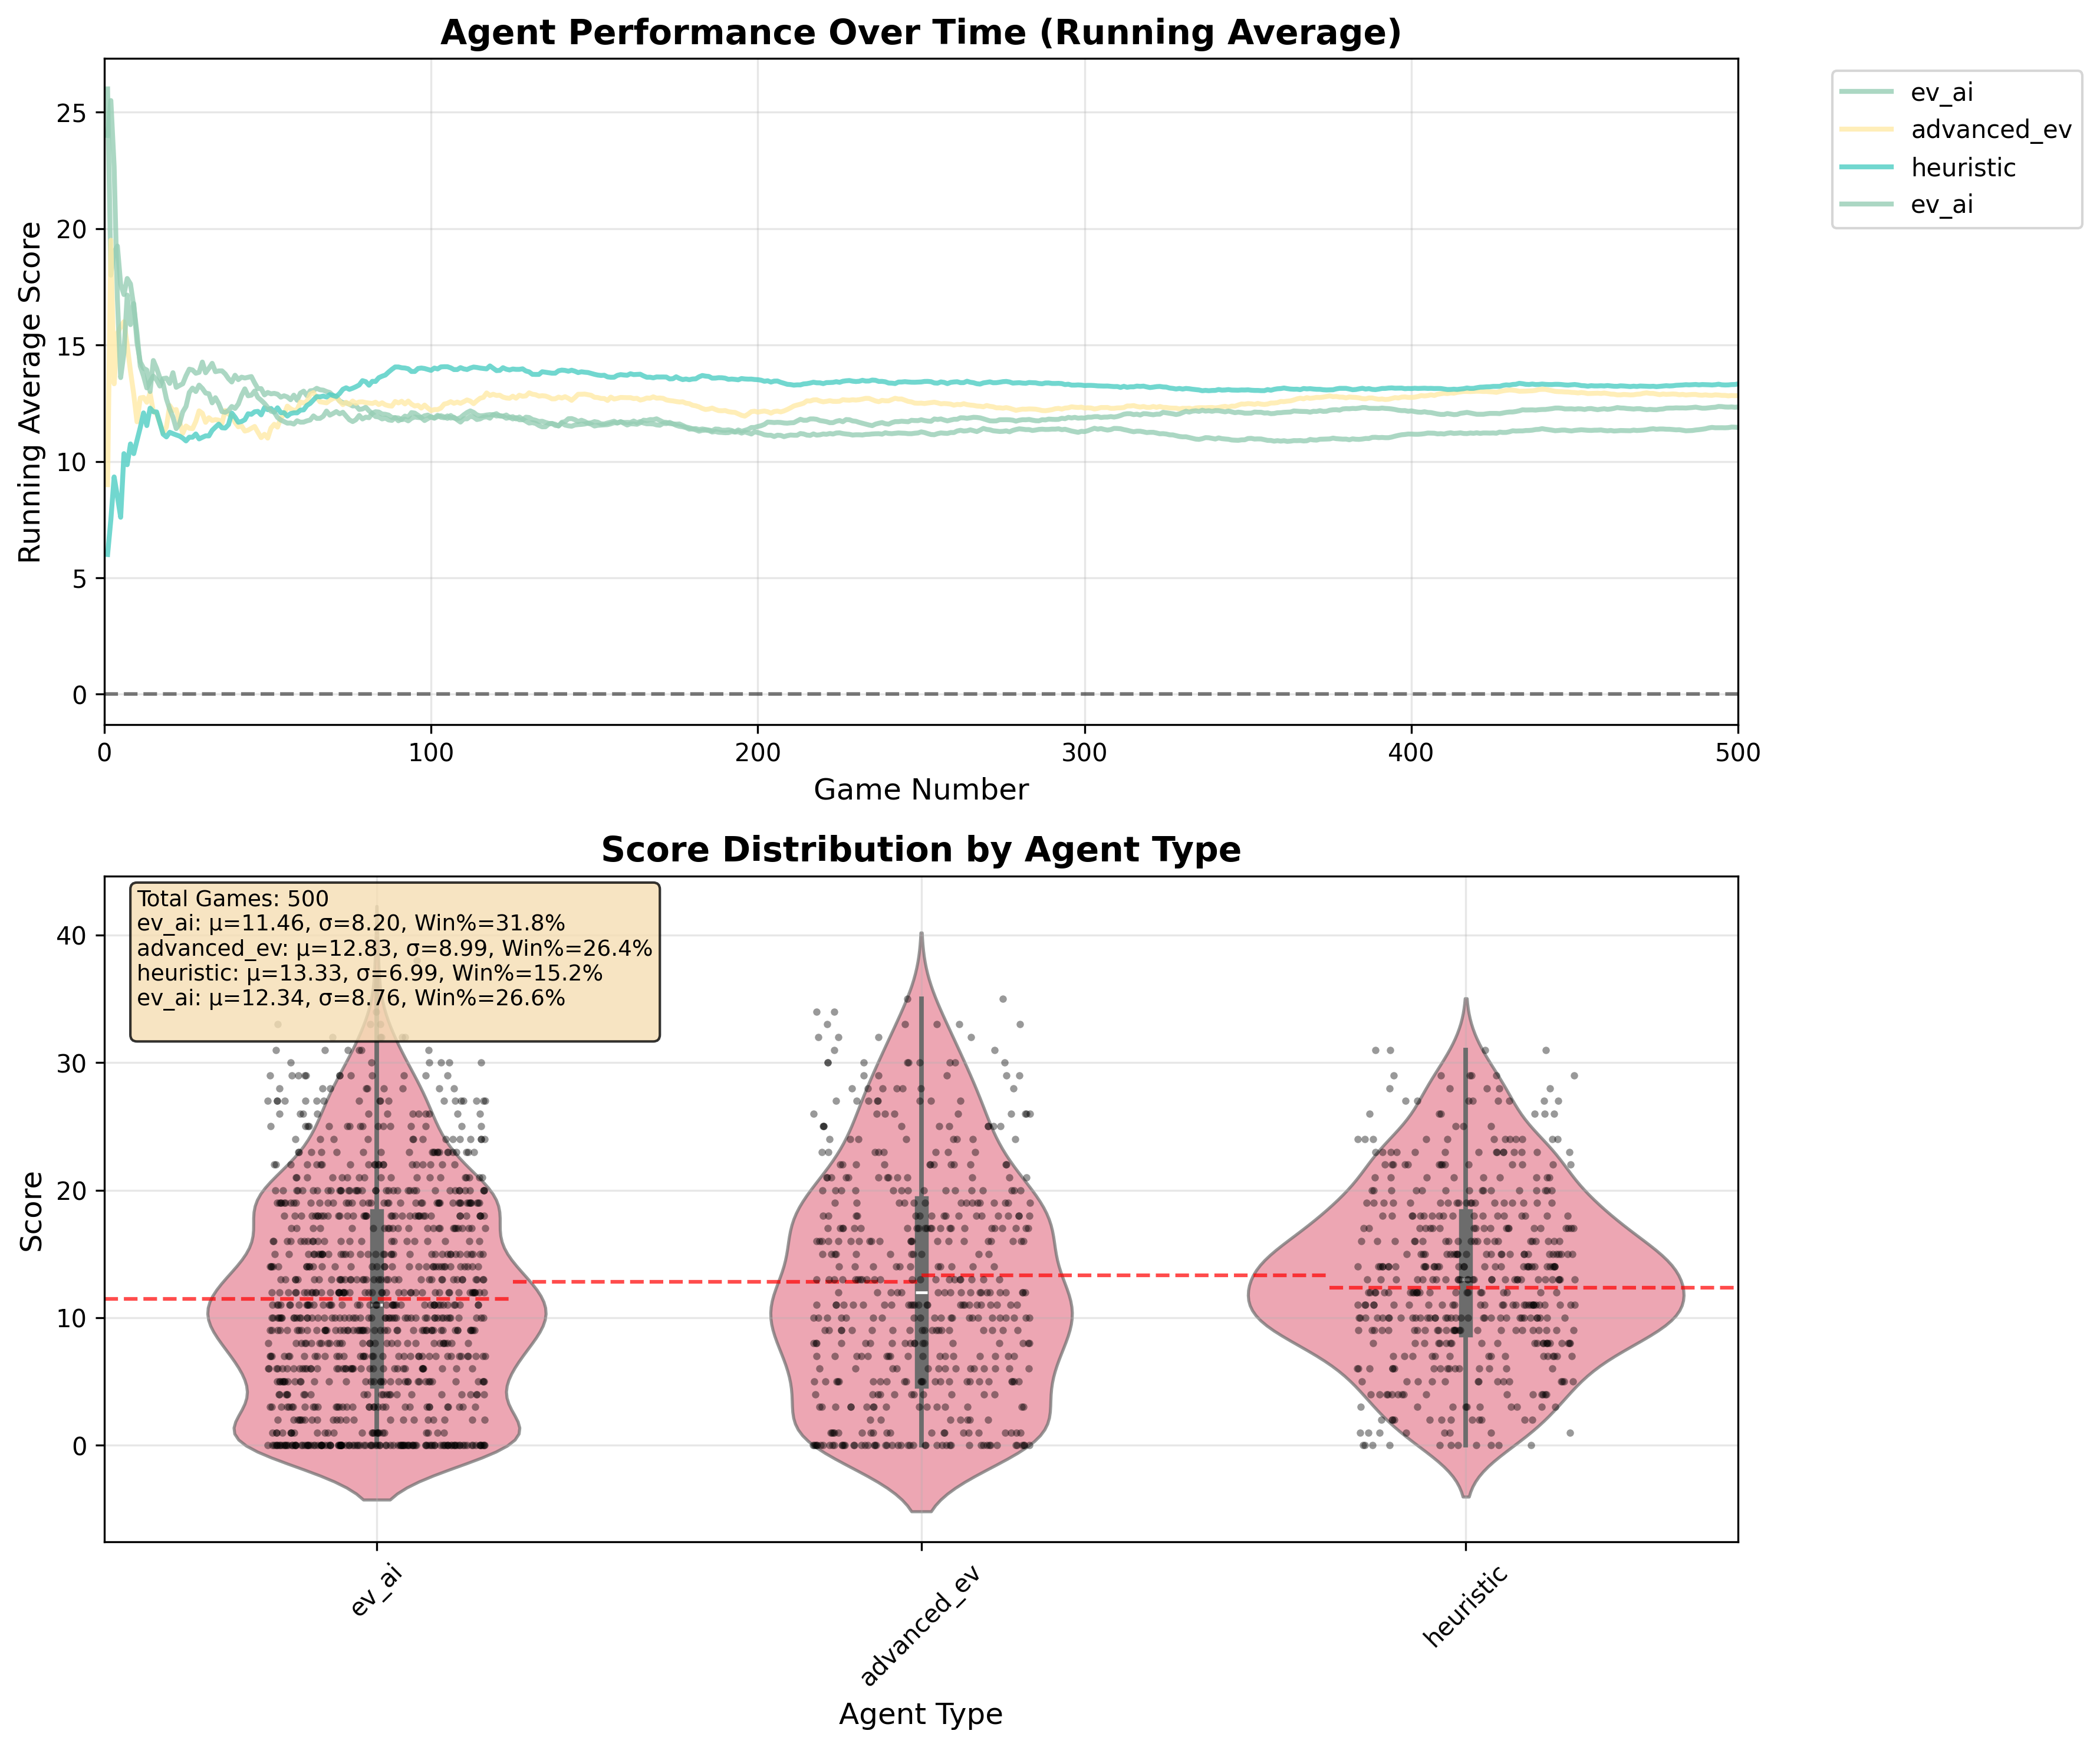 Agent Performance Over Time (Running Average)
25
20
15
10
5
0
Running Average Score
0 100 200 300 400 500
Game Number
ev_ai
advanced_ev
heuristic
ev_ai
Score Distribution by Agent Type
Total Games: 500
ev_ai: μ=11.46, σ=8.20, Win%=31.8%
advanced_ev: μ=12.83, σ=8.99, Win%=26.4%
heuristic: μ=13.33, σ=6.99, Win%=15.2%
ev_ai: μ=12.34, σ=8.76, Win%=26.6%
40
30
20
10
0
Score
ev_ai
advanced_ev
heuristic
Agent Type